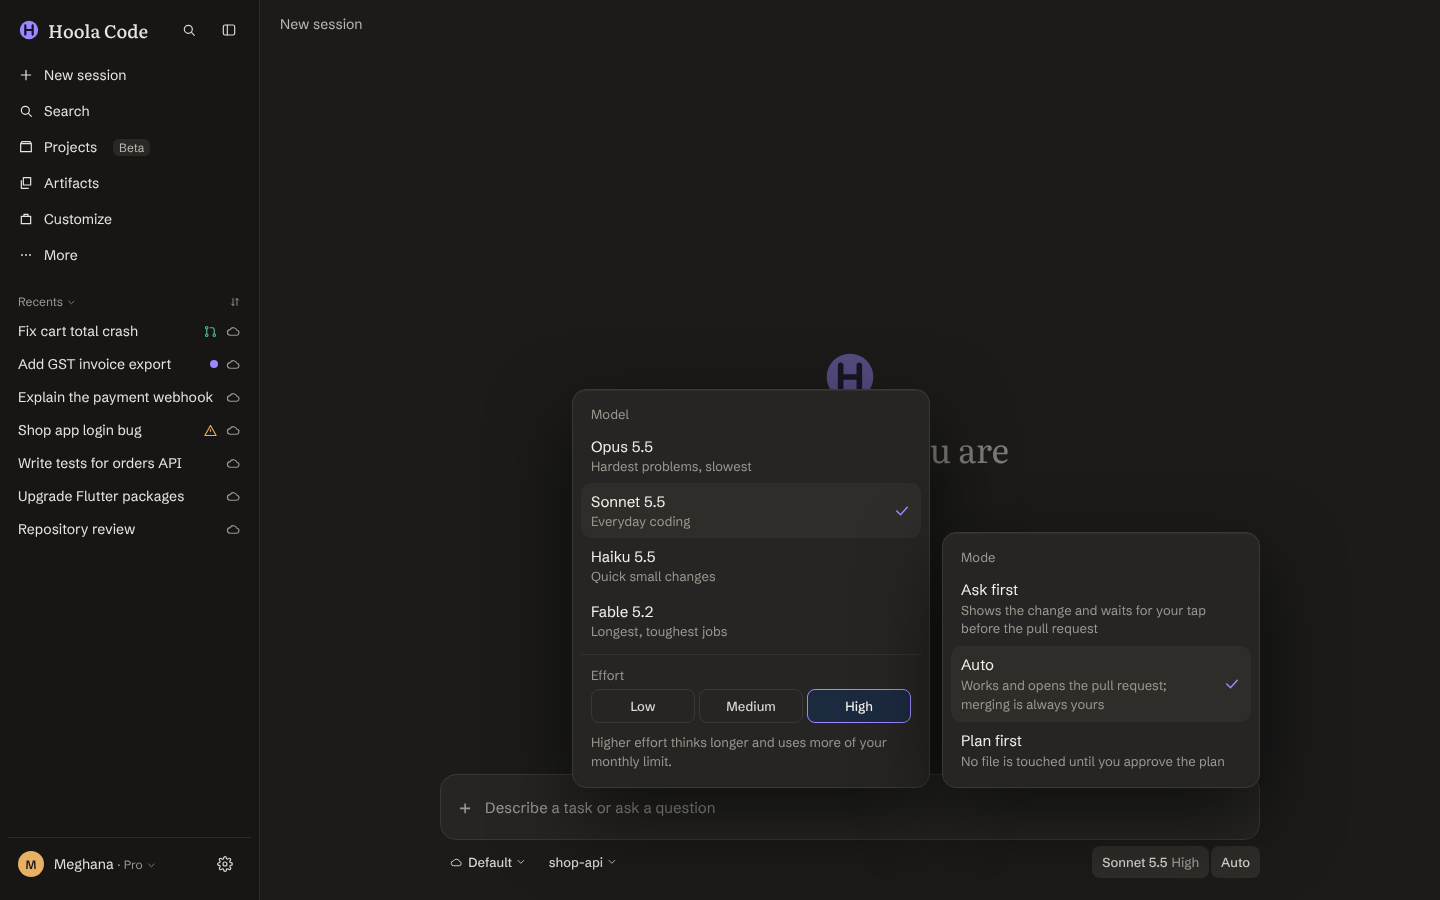 Hoola Code
New session
Search
Projects Beta
Artifacts
Customize
More
Recents
Fix cart total crash
Add GST invoice export
Explain the payment webhook
Shop app login bug
Write tests for orders API
Upgrade Flutter packages
Repository review
M Meghana · Pro
New session
H
u are
Model
Opus 5.5
Hardest problems, slowest
Sonnet 5.5
Everyday coding
Haiku 5.5
Quick small changes
Fable 5.2
Longest, toughest jobs
Effort
Low Medium High
Higher effort thinks longer and uses more of your
monthly limit.
Mode
Ask first
Shows the change and waits for your tap
before the pull request
Auto
Works and opens the pull request;
merging is always yours
Plan first
No file is touched until you approve the plan
Describe a task or ask a question
Default shop-api Sonnet 5.5 High Auto